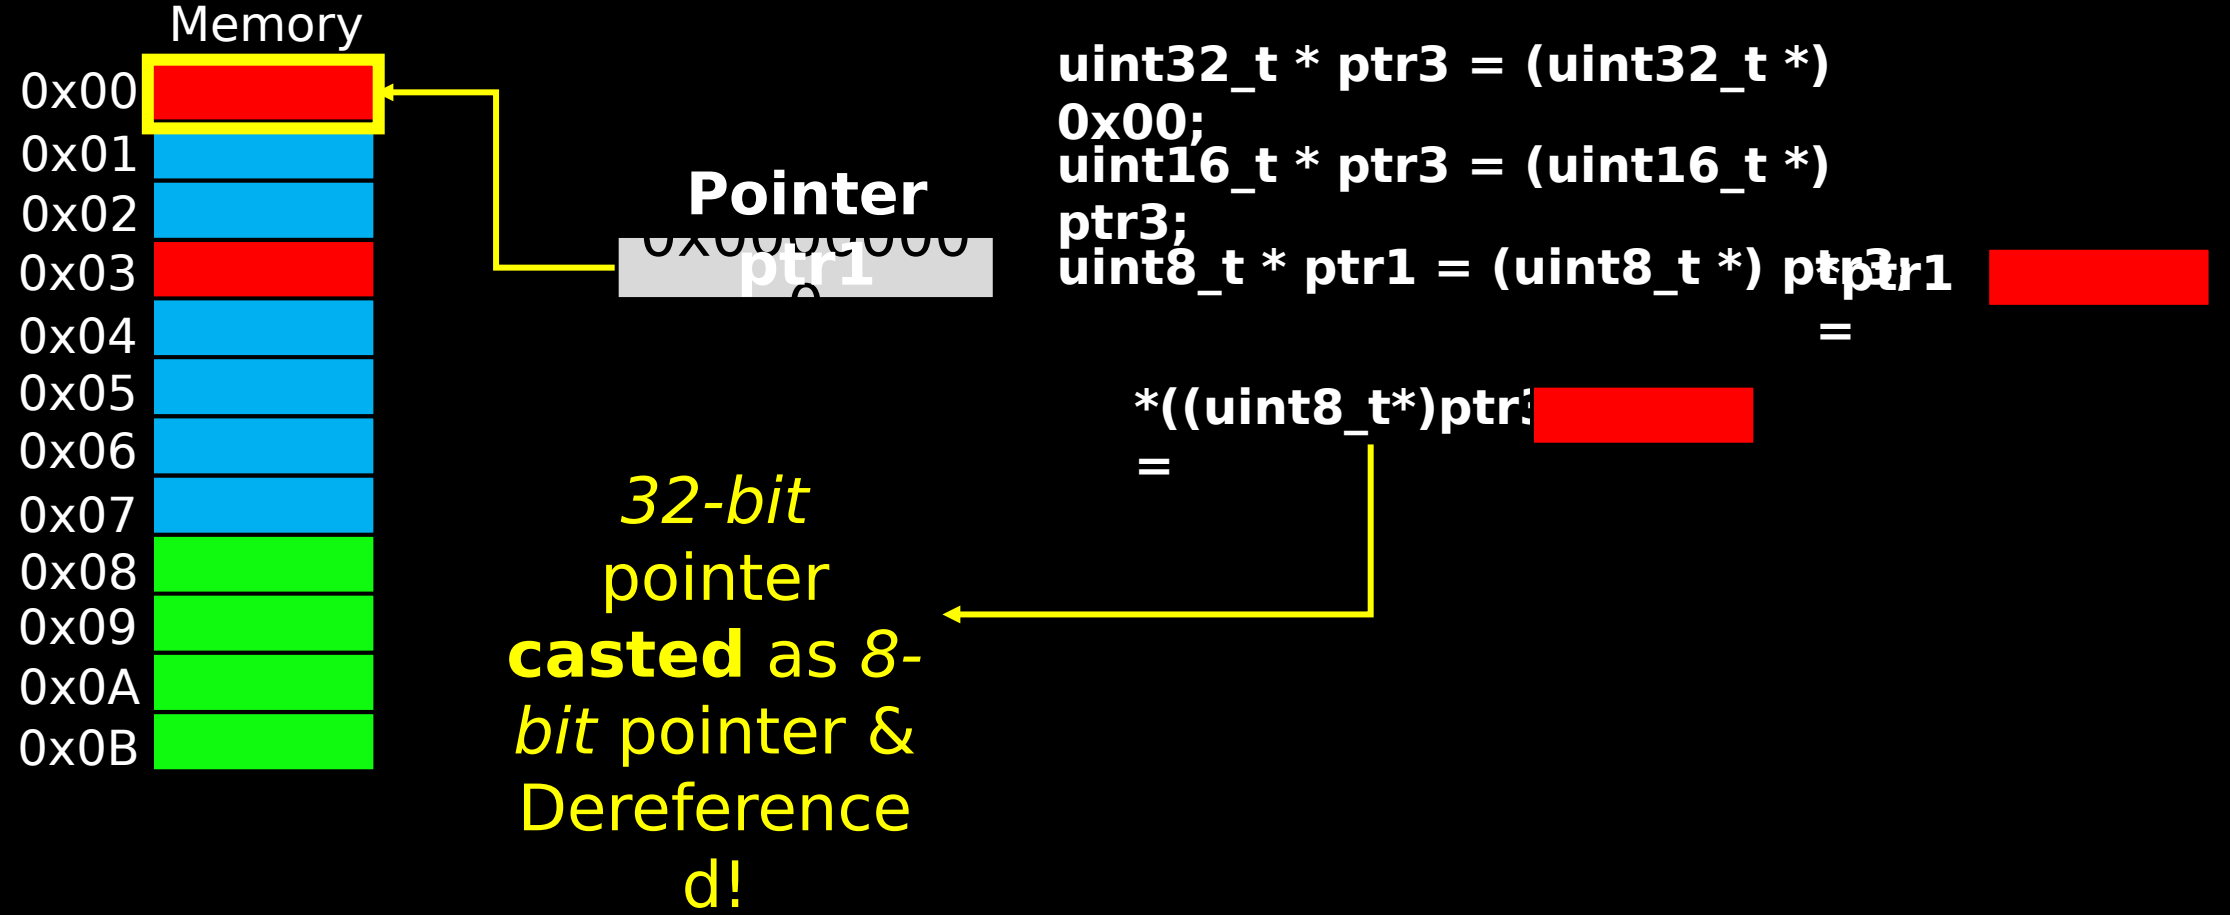 Memory
0x00
0x01
0x02
0x03
0x04
0x05
0x06
0x07
0x08
0x09
0x0A
0x0B
Pointer
ptr1
uint32_t * ptr3 = (uint32_t *)
0x00;
uint16_t * ptr3 = (uint16_t *)
ptr3;
uint8_t * ptr1 = (uint8_t *) ptr3;
*ptr1
=
*((uint8_t*)ptr3
=
32-bit
pointer
casted as 8-
bit pointer &
Dereference
d!